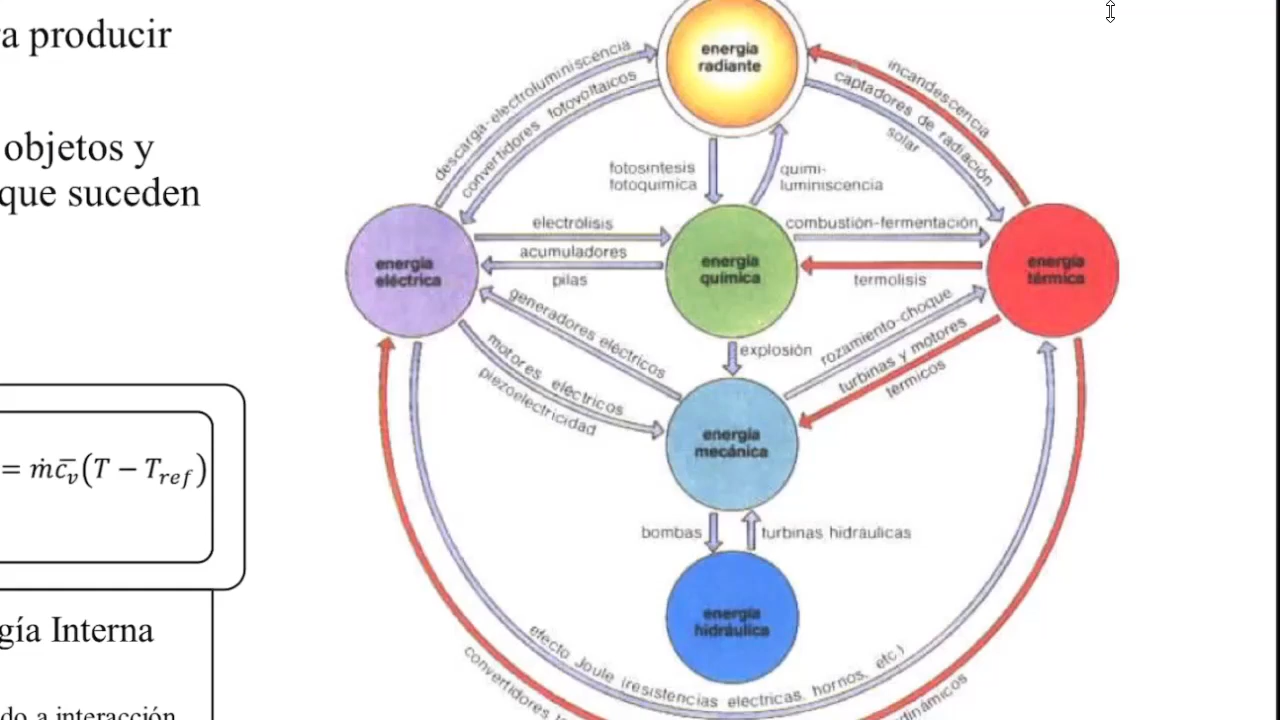 a producir
objetos y
que suceden
= ṁc̄ᵥ(T − T_ref)
gía Interna
do a interacción
energía
radiante
descarga-electroluminiscencia
convertidores fotovoltaicos
incandescencia
captadores de radiación
solar
fotosíntesis
fotoquímica
quimi-
luminiscencia
electrólisis
acumuladores
pilas
combustión-fermentación
termolisis
energía
eléctrica
energía
química
energía
térmica
generadores eléctricos
motores eléctricos
piezoelectricidad
explosión
rozamiento-choque
turbinas y motores
térmicos
energía
mecánica
bombas
turbinas hidráulicas
energía
hidráulica
efecto Joule (resistencias electricas, hornos, etc.)
convertidores
dinámicos